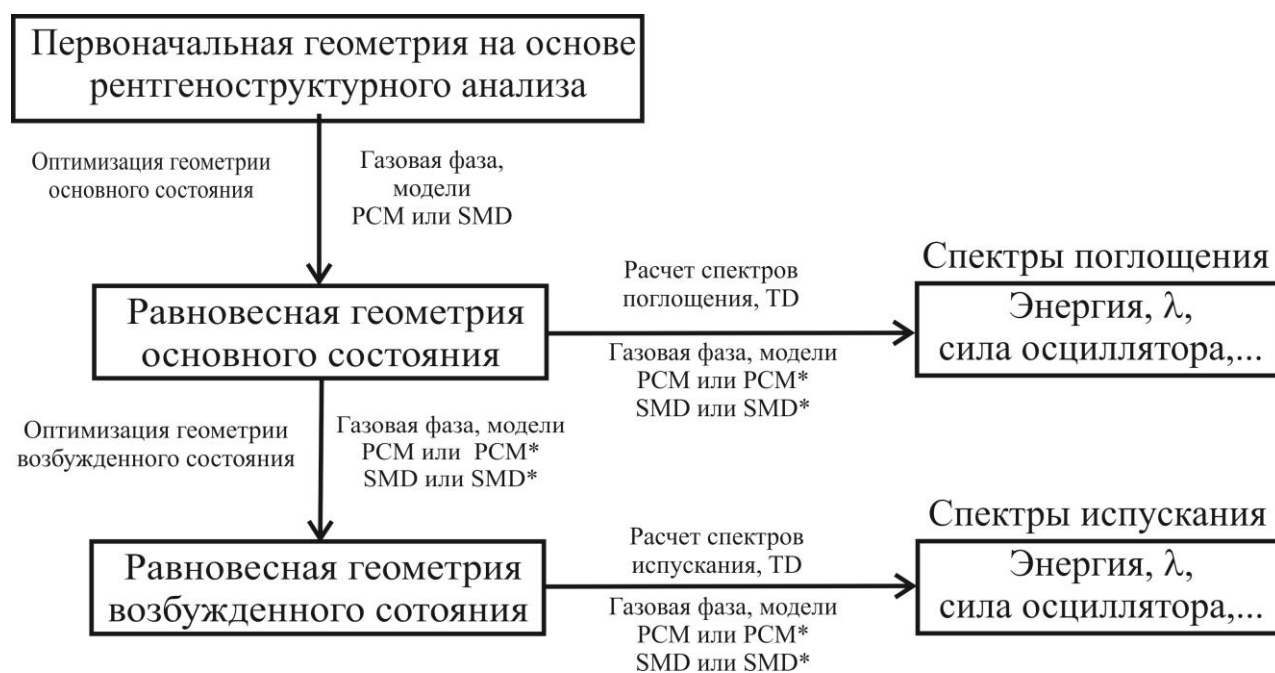 Первоначальная геометрия на основе
рентгеноструктурного анализа
Оптимизация геометрии
основного состояния
Газовая фаза,
модели
PCM или SMD
Равновесная геометрия
основного состояния
Расчет спектров
поглощения, TD
Газовая фаза, модели
PCM или PCM*
SMD или SMD*
Спектры поглощения
Энергия, λ,
сила осциллятора,...
Оптимизация геометрии
возбужденного состояния
Газовая фаза, модели
PCM или PCM*
SMD или SMD*
Равновесная геометрия
возбужденного сотояния
Расчет спектров
испускания, TD
Газовая фаза, модели
PCM или PCM*
SMD или SMD*
Спектры испускания
Энергия, λ,
сила осциллятора,...